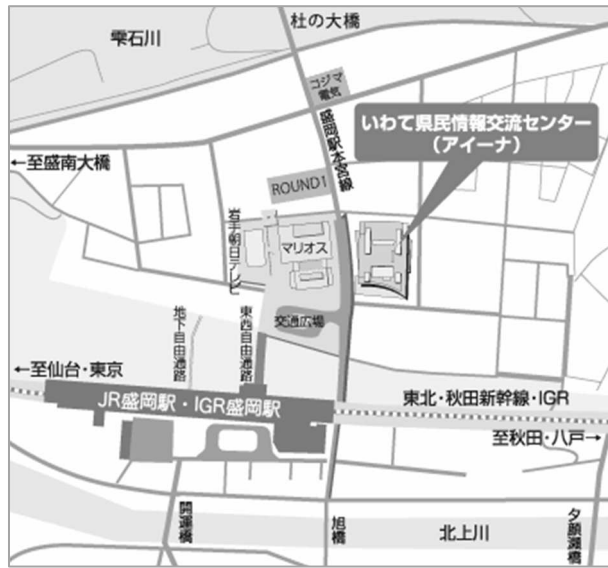 雫石川
杜の大橋
コジマ
電気
いわて県民情報交流センター
(アイーナ)
盛岡駅本宮線
←至盛南大橋
ROUND1
岩手朝日テレビ
マリオス
交通広場
地下自由通路
東西自由通路
←至仙台・東京
JR盛岡駅・IGR盛岡駅
東北・秋田新幹線・IGR
至秋田・八戸→
開運橋
旭橋
北上川
夕顔瀬橋